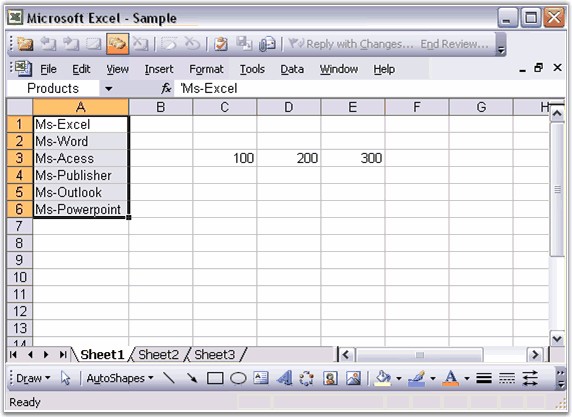 Microsoft Excel - Sample
Reply with Changes... End Review...
File Edit View Insert Format Tools Data Window Help
Products fx 'Ms-Excel
A B C D E F G H
1 Ms-Excel
2 Ms-Word
3 Ms-Acess 100 200 300
4 Ms-Publisher
5 Ms-Outlook
6 Ms-Powerpoint
7
8
9
10
11
12
13
14
Sheet1 Sheet2 Sheet3
Draw AutoShapes
Ready